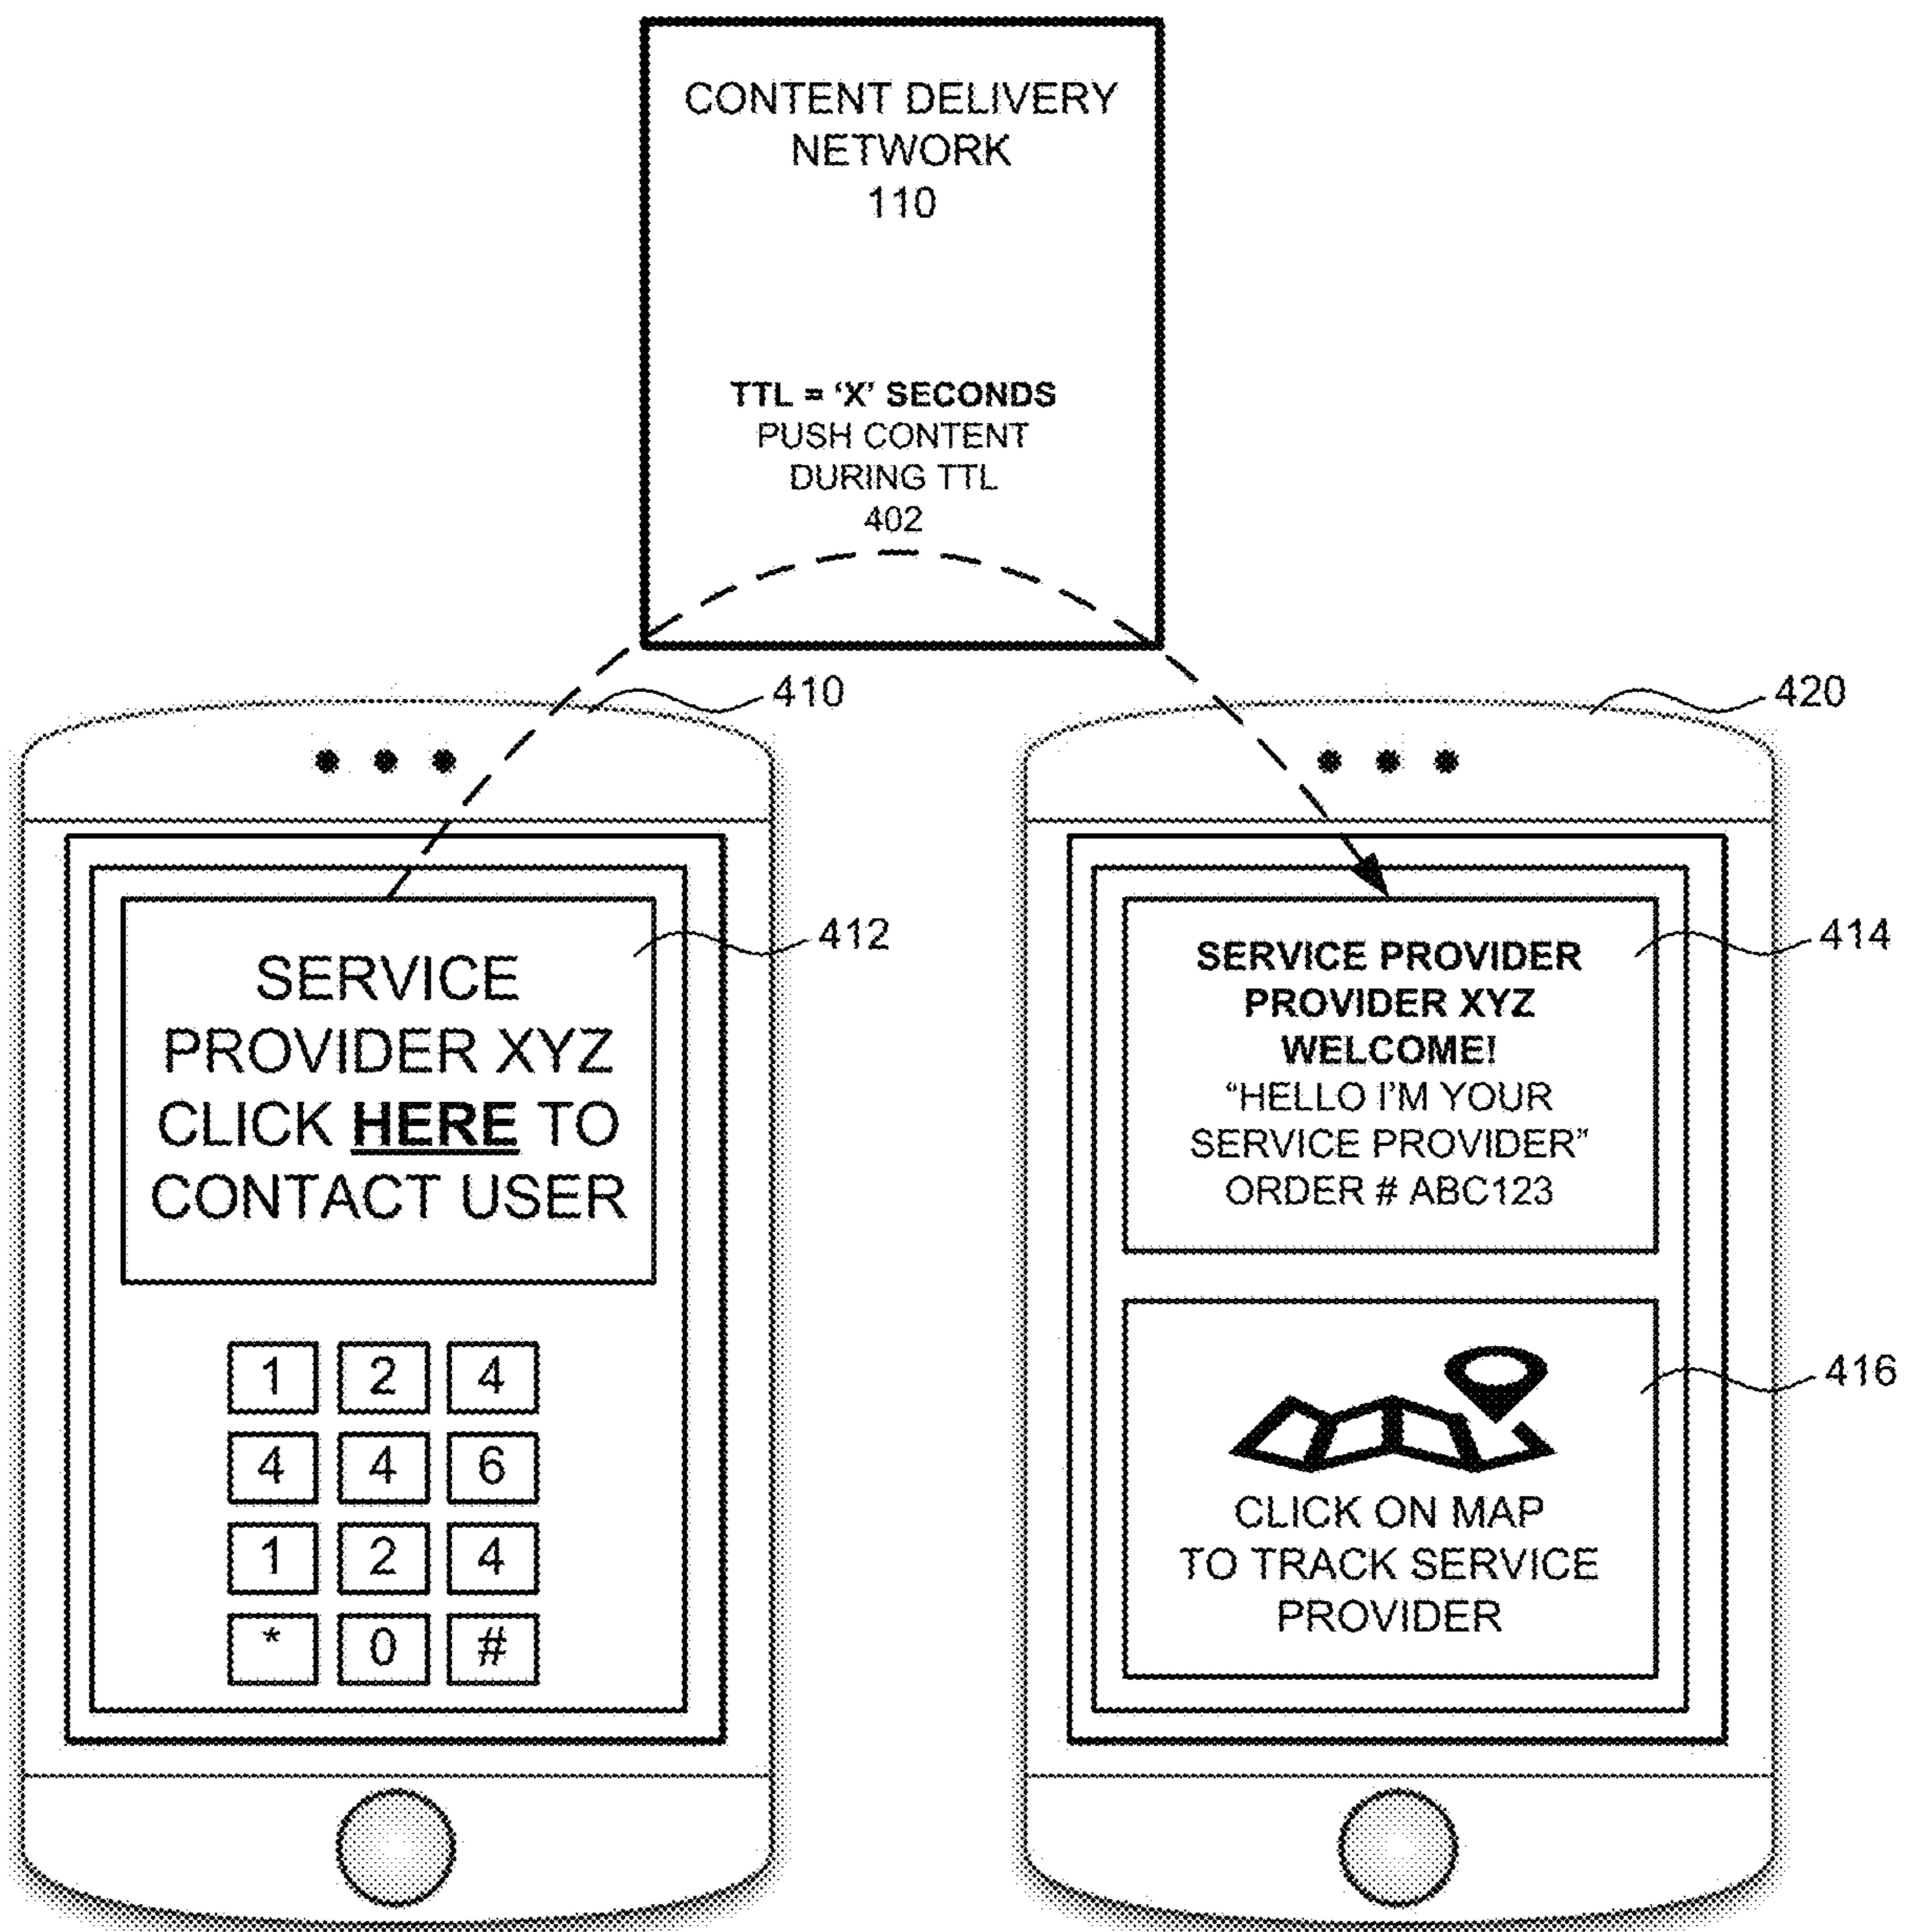 CONTENT DELIVERY
NETWORK
110
TTL = ‘X’ SECONDS
PUSH CONTENT
DURING TTL
402
410
420
412
SERVICE
PROVIDER XYZ
CLICK HERE TO
CONTACT USER
1 2 4
4 4 6
1 2 4
* 0 #
414
SERVICE PROVIDER
PROVIDER XYZ
WELCOME!
“HELLO I’M YOUR
SERVICE PROVIDER”
ORDER # ABC123
416
CLICK ON MAP
TO TRACK SERVICE
PROVIDER